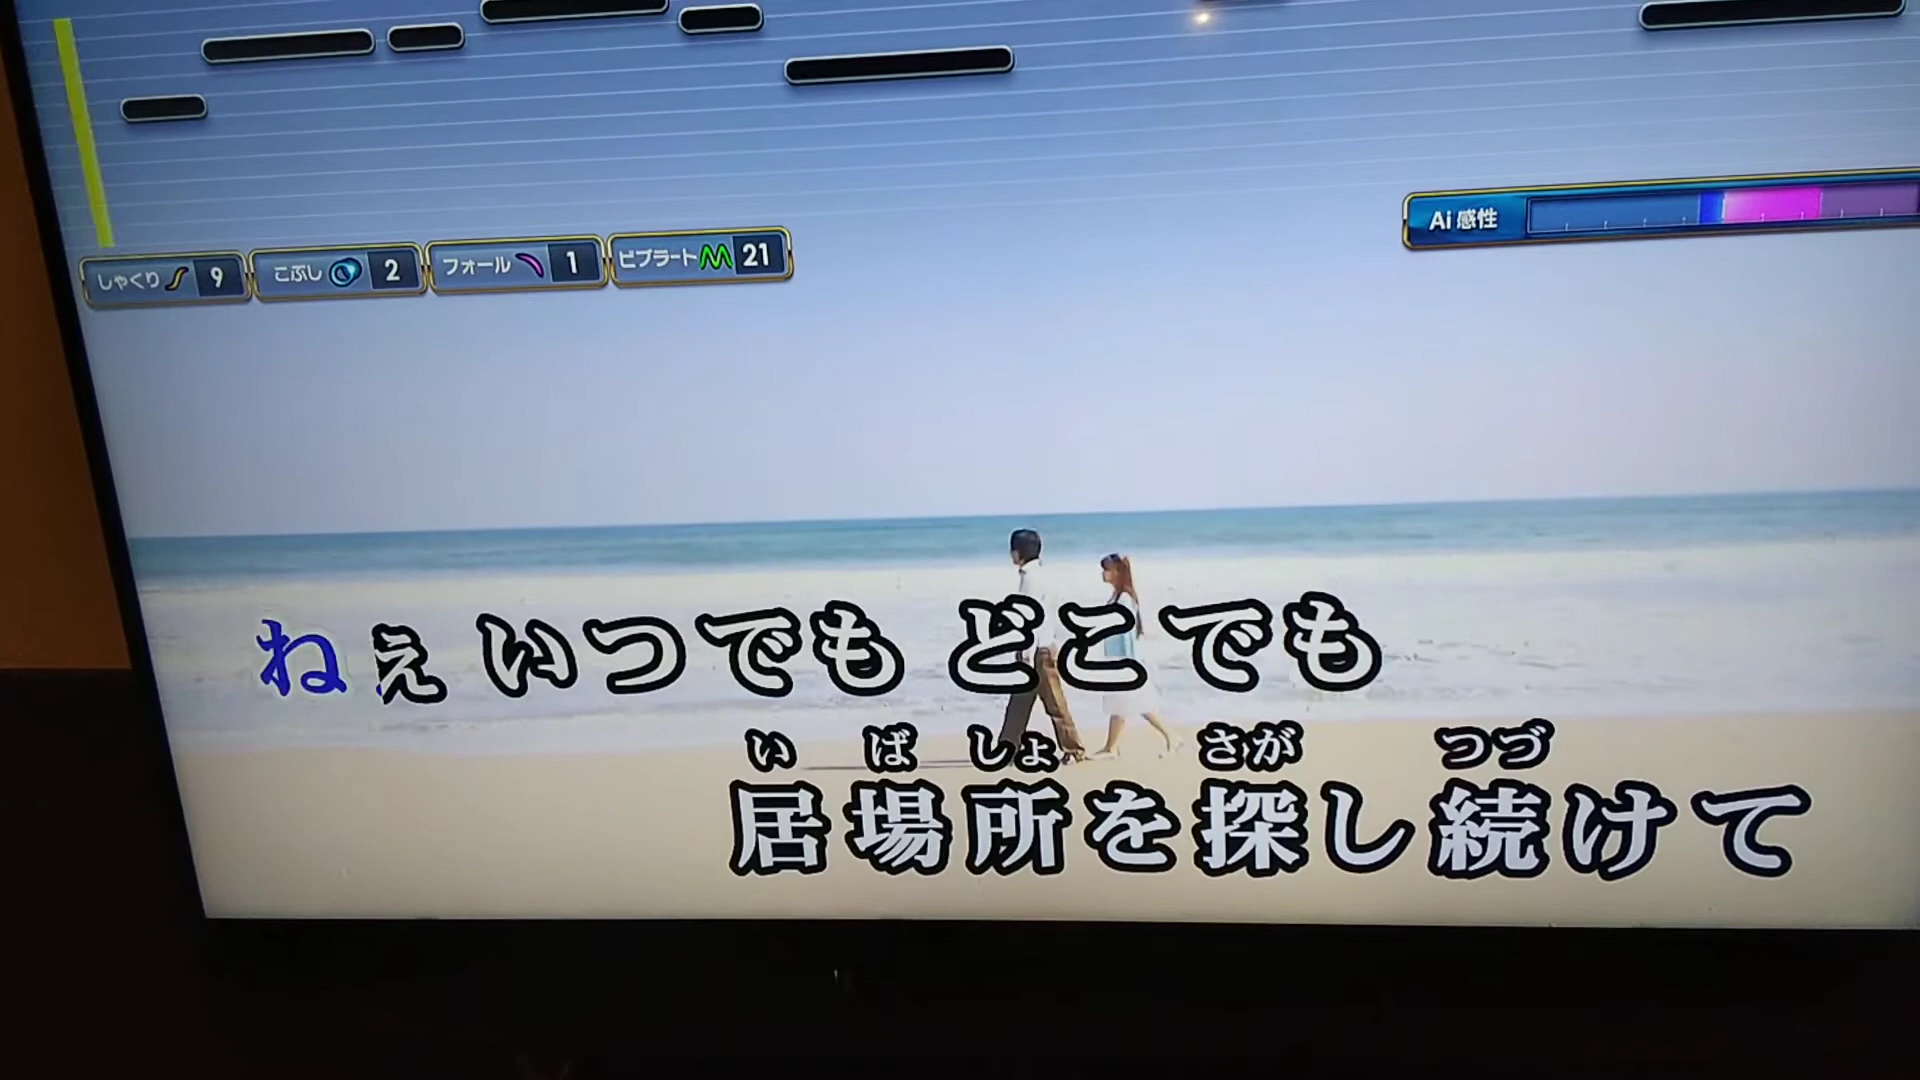 しゃくり 9 こぶし 2 フォール 1 ビブラート 21
Ai 感性
ねぇ いつでも どこでも
い ば しょ さが つづ
居場所を探し続けて